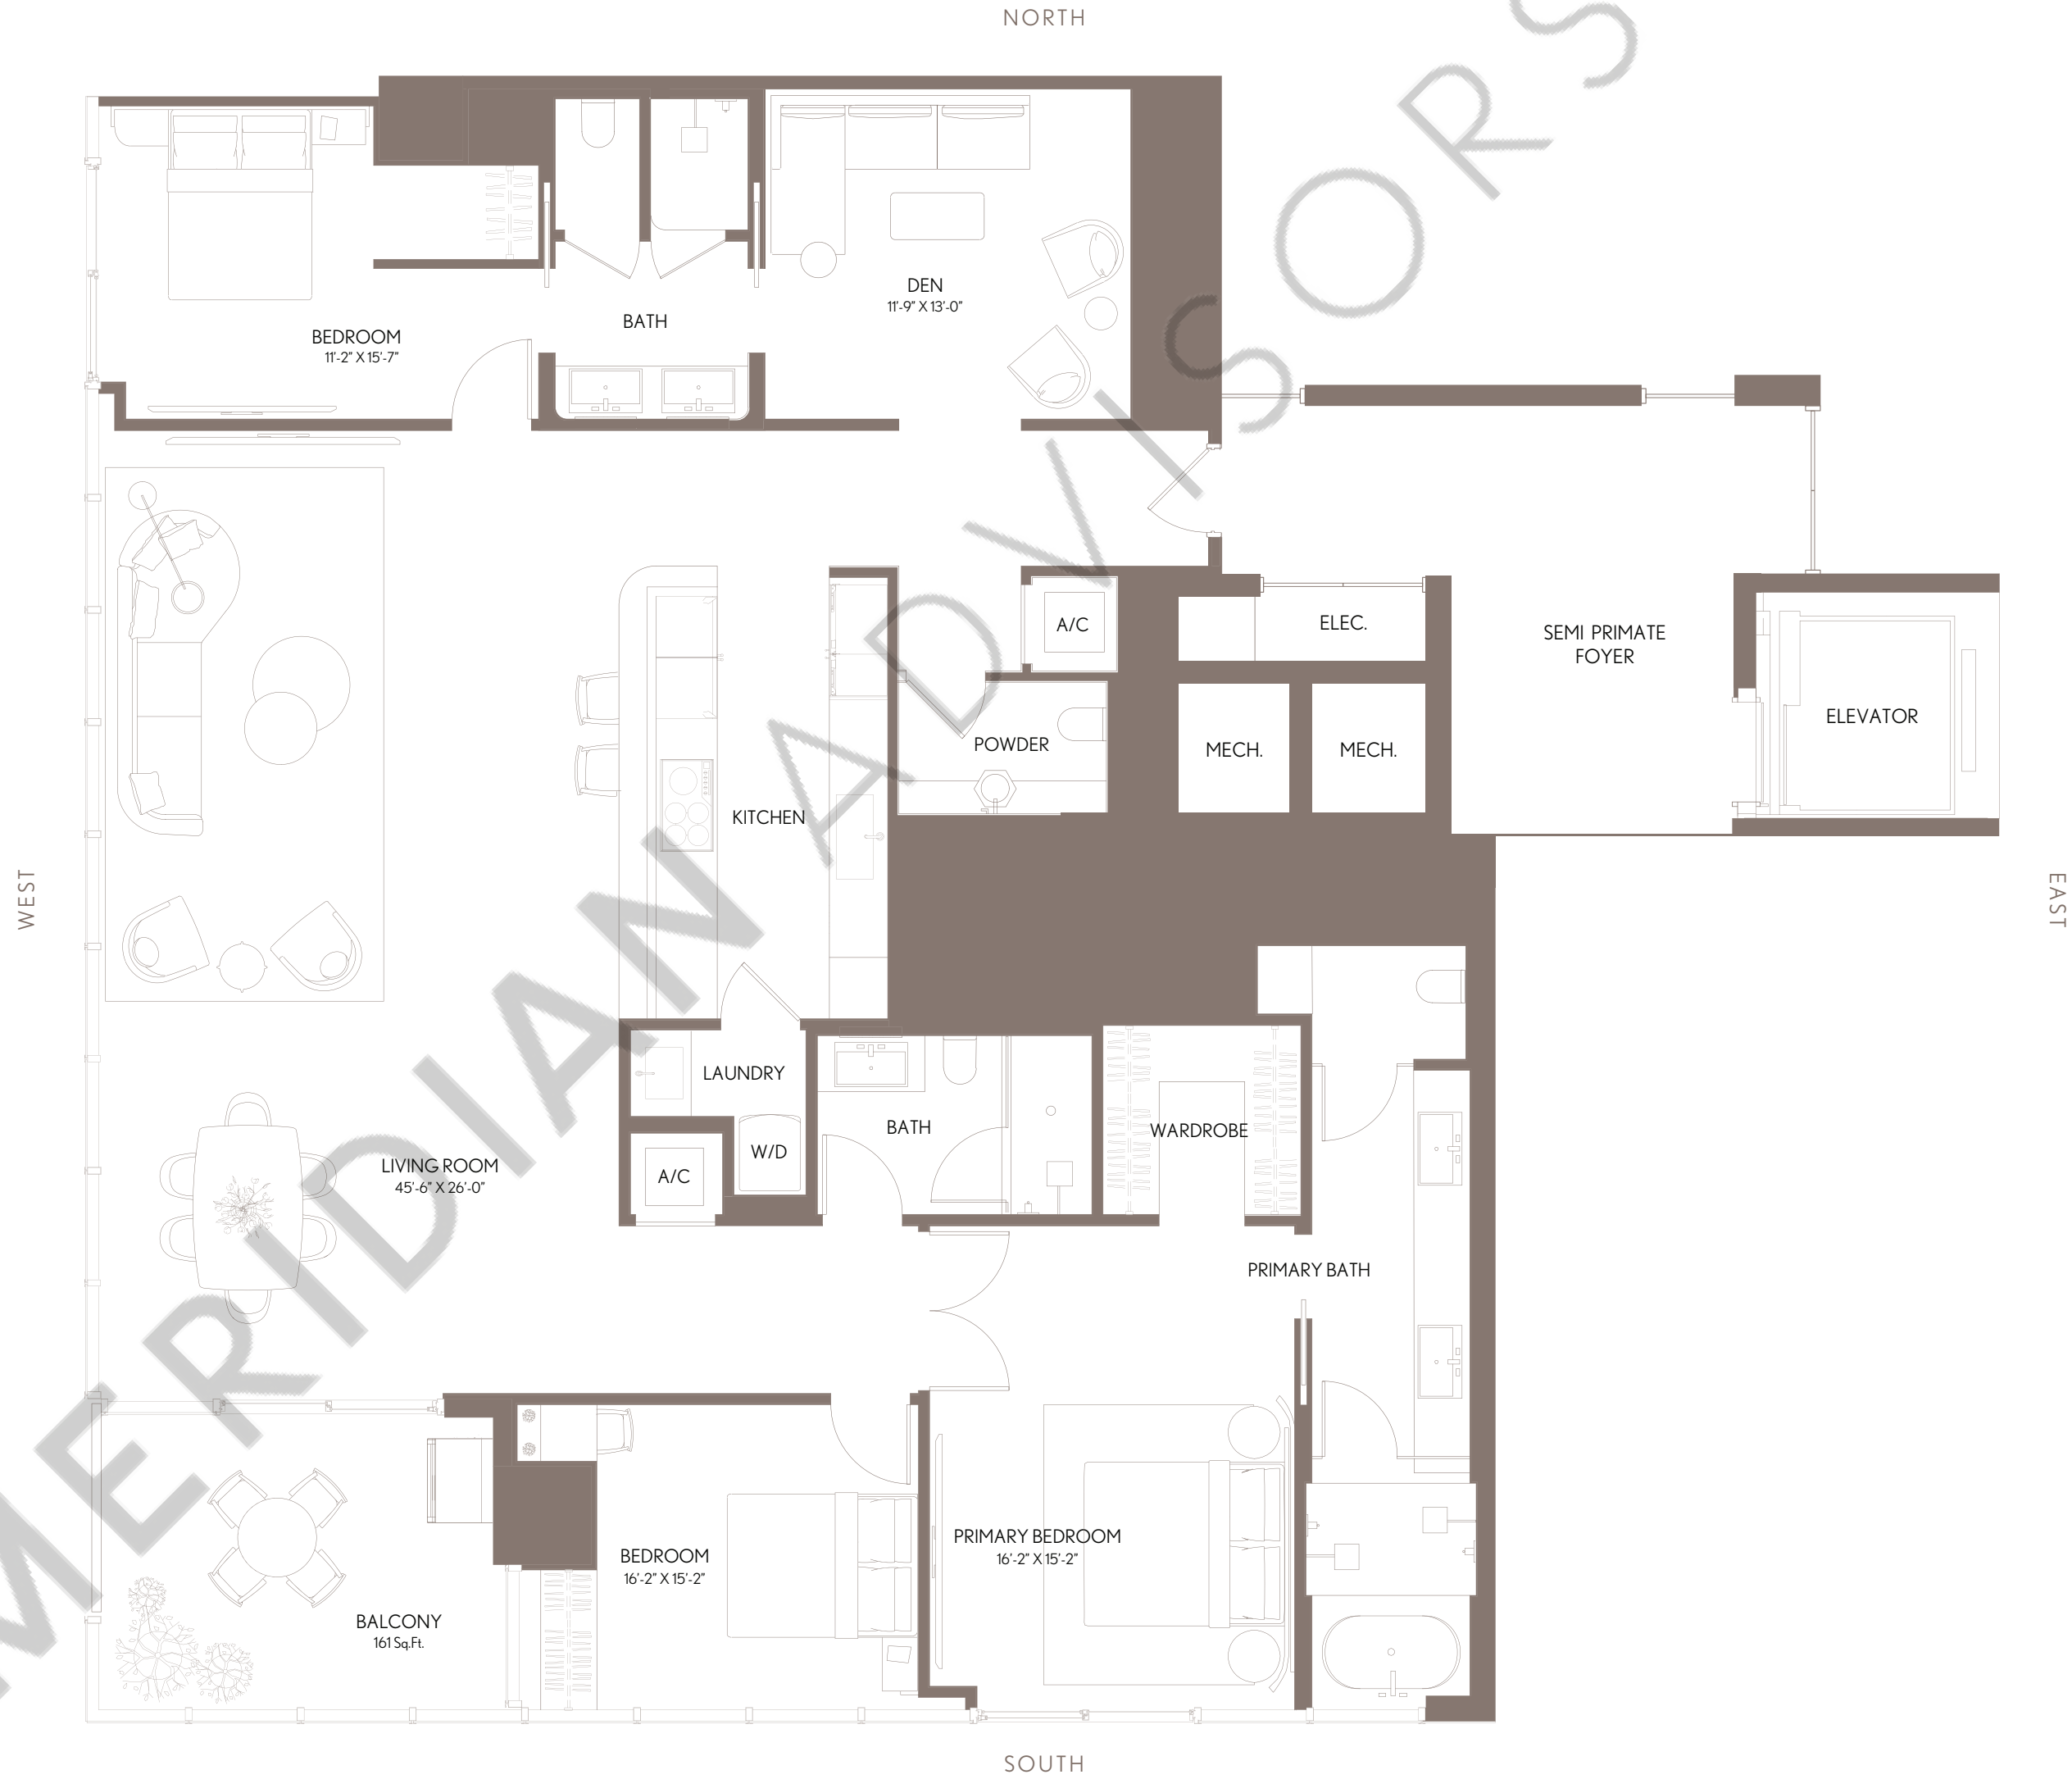 NORTH
MERIDIAN ADVISORS
DEN
11'-9" X 13'-0"
BATH
BEDROOM
11'-2" X 15'-7"
A/C
ELEC.
SEMI PRIMATE
FOYER
ELEVATOR
POWDER
MECH.
MECH.
KITCHEN
WEST
EAST
LAUNDRY
BATH
WARDROBE
W/D
A/C
LIVING ROOM
45'-6" X 26'-0"
PRIMARY BATH
PRIMARY BEDROOM
16'-2" X 15'-2"
BEDROOM
16'-2" X 15'-2"
BALCONY
161 Sq.Ft.
SOUTH